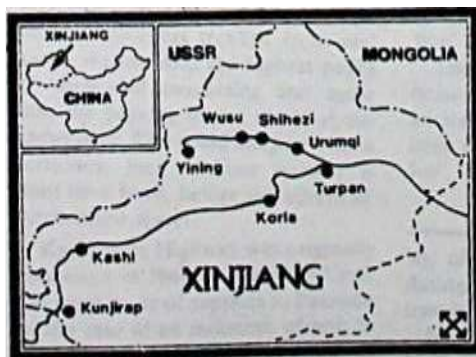 XINJIANG
CHINA
USSR
MONGOLIA
Wusu
Shihezi
Urumqi
Yining
Turpan
Korla
Kashi
XINJIANG
Kunjirap